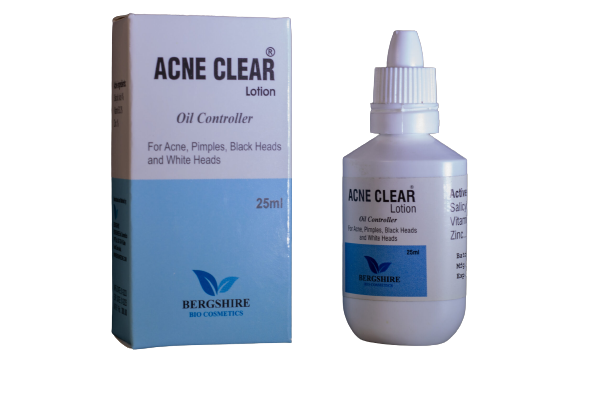 ACNE CLEAR®
Lotion
Oil Controller
For Acne, Pimples, Black Heads
and White Heads
25ml
BERGSHIRE
BIO COSMETICS
ACNE CLEAR®
Lotion
Oil Controller
For Acne, Pimples, Black Heads
and White Heads
25ml
BERGSHIRE
BIO COSMETICS
Active
Salicy
Vitam
Zinc..